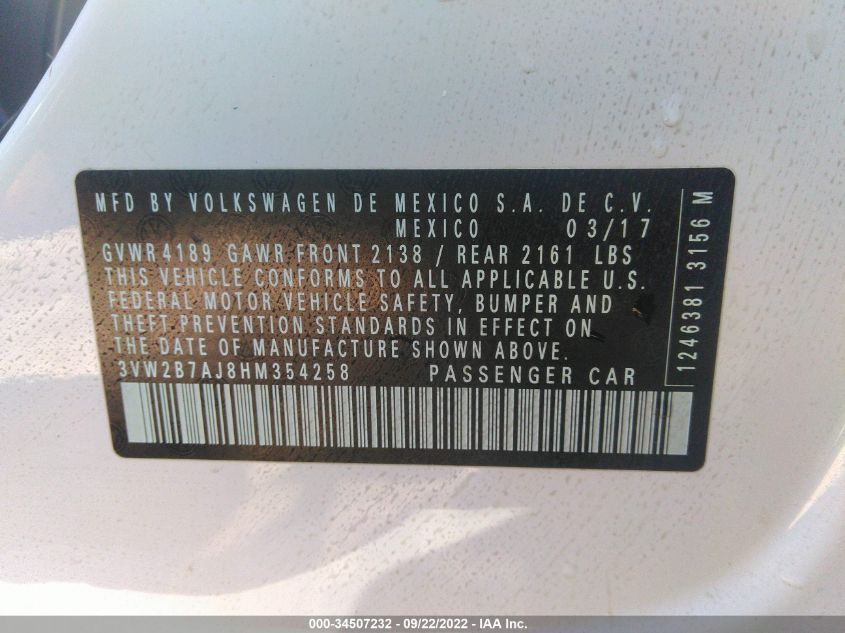 MFD BY VOLKSWAGEN DE MEXICO S.A. DE C.V.
MEXICO 03/17
GVWR 4189 GAWR FRONT 2138 / REAR 2161 LBS
THIS VEHICLE CONFORMS TO ALL APPLICABLE U.S.
FEDERAL MOTOR VEHICLE SAFETY, BUMPER AND
THEFT PREVENTION STANDARDS IN EFFECT ON
THE DATE OF MANUFACTURE SHOWN ABOVE.
3VW2B7AJ8HM354258 PASSENGER CAR
1246381 3156 M
000-34507232 - 09/22/2022 - IAA Inc.